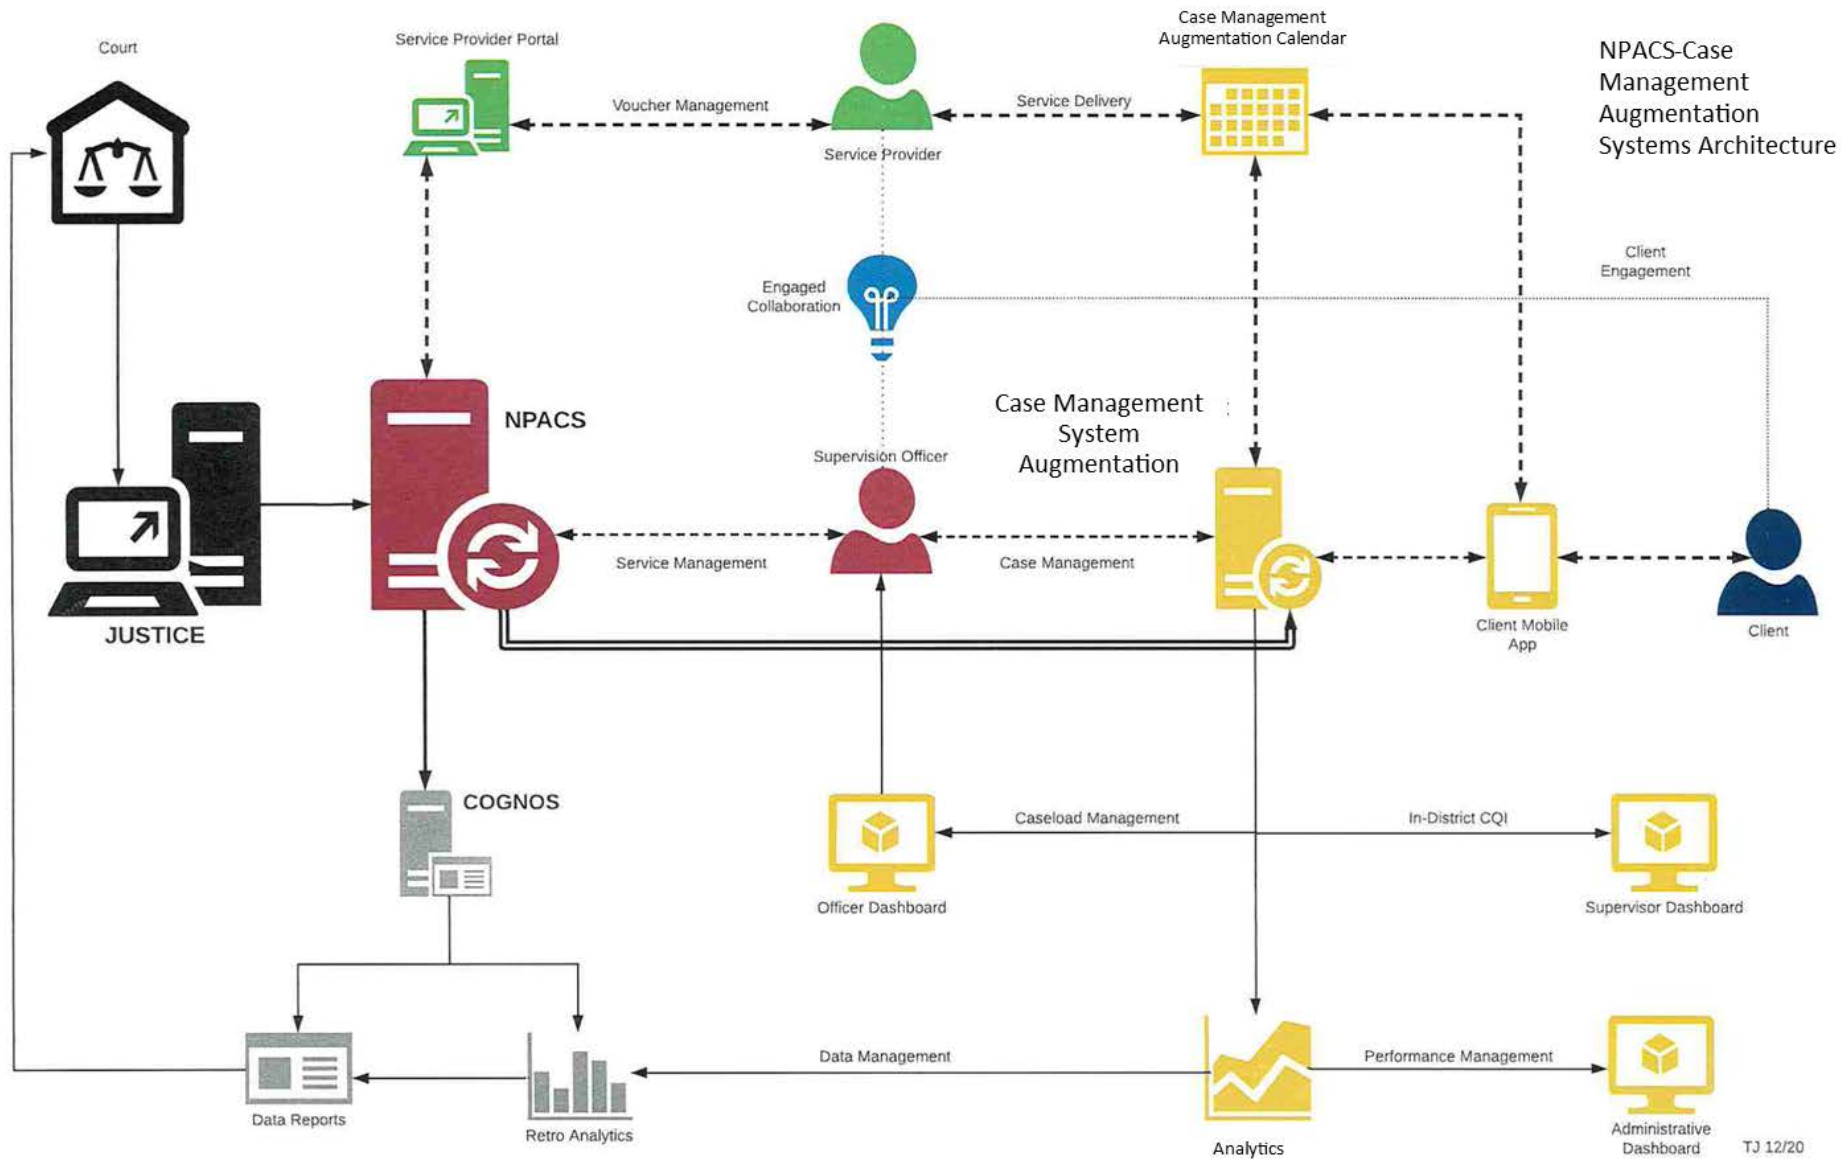 Court
Service Provider Portal
Case Management
Augmentation Calendar
NPACS-Case
Management
Augmentation
Systems Architecture
Voucher Management
Service Delivery
Service Provider
Client
Engagement
Engaged
Collaboration
NPACS
Case Management
System
Augmentation
Supervision Officer
Service Management
Case Management
JUSTICE
Client Mobile
App
Client
COGNOS
Caseload Management
In-District CQI
Officer Dashboard
Supervisor Dashboard
Data Management
Performance Management
Data Reports
Retro Analytics
Analytics
Administrative
Dashboard
TJ 12/20